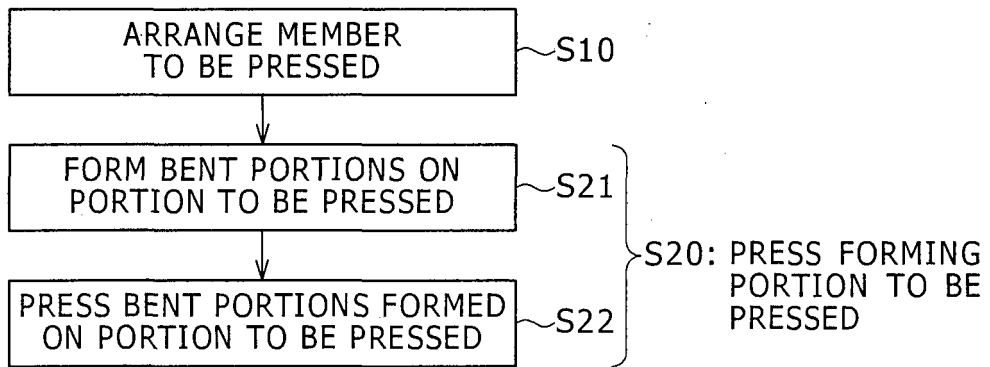 ARRANGE MEMBER
TO BE PRESSED
S10
FORM BENT PORTIONS ON
PORTION TO BE PRESSED
S21
S20: PRESS FORMING
PORTION TO BE
PRESSED
PRESS BENT PORTIONS FORMED
ON PORTION TO BE PRESSED
S22